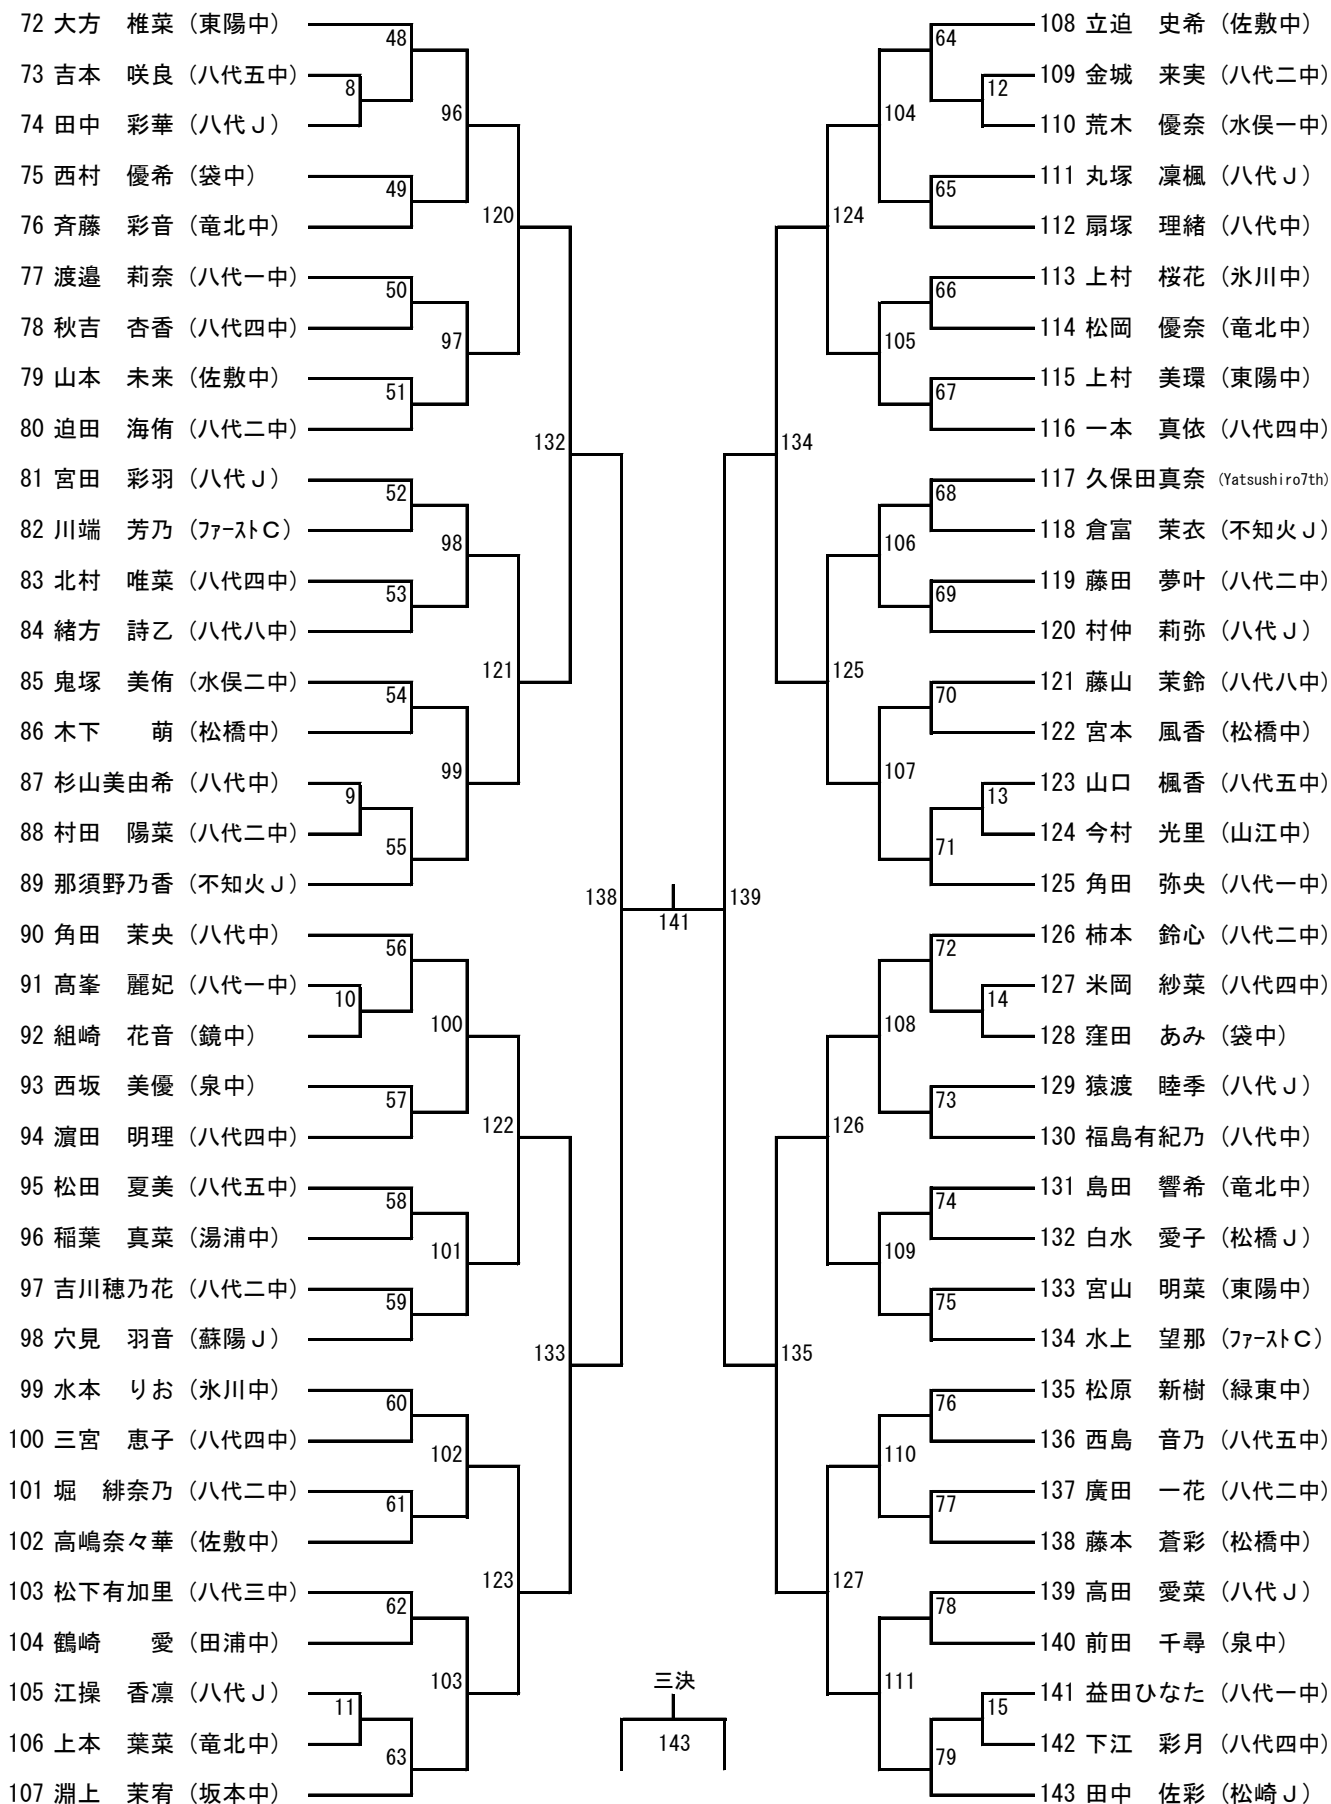 72 大方　椎菜（東陽中）
48
73 吉本　咲良（八代五中）
8
74 田中　彩華（八代Ｊ）
96
75 西村　優希（袋中）
49
76 斉藤　彩音（竜北中）
120
77 渡邉　莉奈（八代一中）
50
78 秋吉　杏香（八代四中）
97
79 山本　未来（佐敷中）
51
80 迫田　海侑（八代二中）
132
81 宮田　彩羽（八代Ｊ）
52
82 川端　芳乃（ﾌｧｰｽﾄＣ）
98
83 北村　唯菜（八代四中）
53
84 緒方　詩乙（八代八中）
121
85 鬼塚　美侑（水俣二中）
54
86 木下　　萌（松橋中）
99
87 杉山美由希（八代中）
9
88 村田　陽菜（八代二中）
55
89 那須野乃香（不知火Ｊ）
138
90 角田　茉央（八代中）
56
91 髙峯　麗妃（八代一中）
10
92 組崎　花音（鏡中）
100
93 西坂　美優（泉中）
57
94 濵田　明理（八代四中）
122
95 松田　夏美（八代五中）
58
96 稲葉　真菜（湯浦中）
101
97 吉川穂乃花（八代二中）
59
98 穴見　羽音（蘇陽Ｊ）
133
99 水本　りお（氷川中）
60
100 三宮　恵子（八代四中）
102
101 堀　緋奈乃（八代二中）
61
102 高嶋奈々華（佐敷中）
123
103 松下有加里（八代三中）
62
104 鶴崎　　愛（田浦中）
103
105 江操　香凛（八代Ｊ）
11
106 上本　葉菜（竜北中）
63
107 淵上　茉宥（坂本中）
141
三決
143
108 立迫　史希（佐敷中）
64
109 金城　来実（八代二中）
12
110 荒木　優奈（水俣一中）
104
111 丸塚　凜楓（八代Ｊ）
65
112 扇塚　理緒（八代中）
124
113 上村　桜花（氷川中）
66
114 松岡　優奈（竜北中）
105
115 上村　美環（東陽中）
67
116 一本　真依（八代四中）
134
117 久保田真奈（Yatsushiro7th）
68
118 倉富　茉衣（不知火Ｊ）
106
119 藤田　夢叶（八代二中）
69
120 村仲　莉弥（八代Ｊ）
125
121 藤山　茉鈴（八代八中）
70
122 宮本　風香（松橋中）
107
123 山口　楓香（八代五中）
13
124 今村　光里（山江中）
71
125 角田　弥央（八代一中）
139
126 柿本　鈴心（八代二中）
72
127 米岡　紗菜（八代四中）
14
128 窪田　あみ（袋中）
108
129 猿渡　睦季（八代Ｊ）
73
130 福島有紀乃（八代中）
126
131 島田　響希（竜北中）
74
132 白水　愛子（松橋Ｊ）
109
133 宮山　明菜（東陽中）
75
134 水上　望那（ﾌｧｰｽﾄＣ）
135
135 松原　新樹（緑東中）
76
136 西島　音乃（八代五中）
110
137 廣田　一花（八代二中）
77
138 藤本　蒼彩（松橋中）
127
139 高田　愛菜（八代Ｊ）
78
140 前田　千尋（泉中）
111
141 益田ひなた（八代一中）
15
142 下江　彩月（八代四中）
79
143 田中　佐彩（松崎Ｊ）